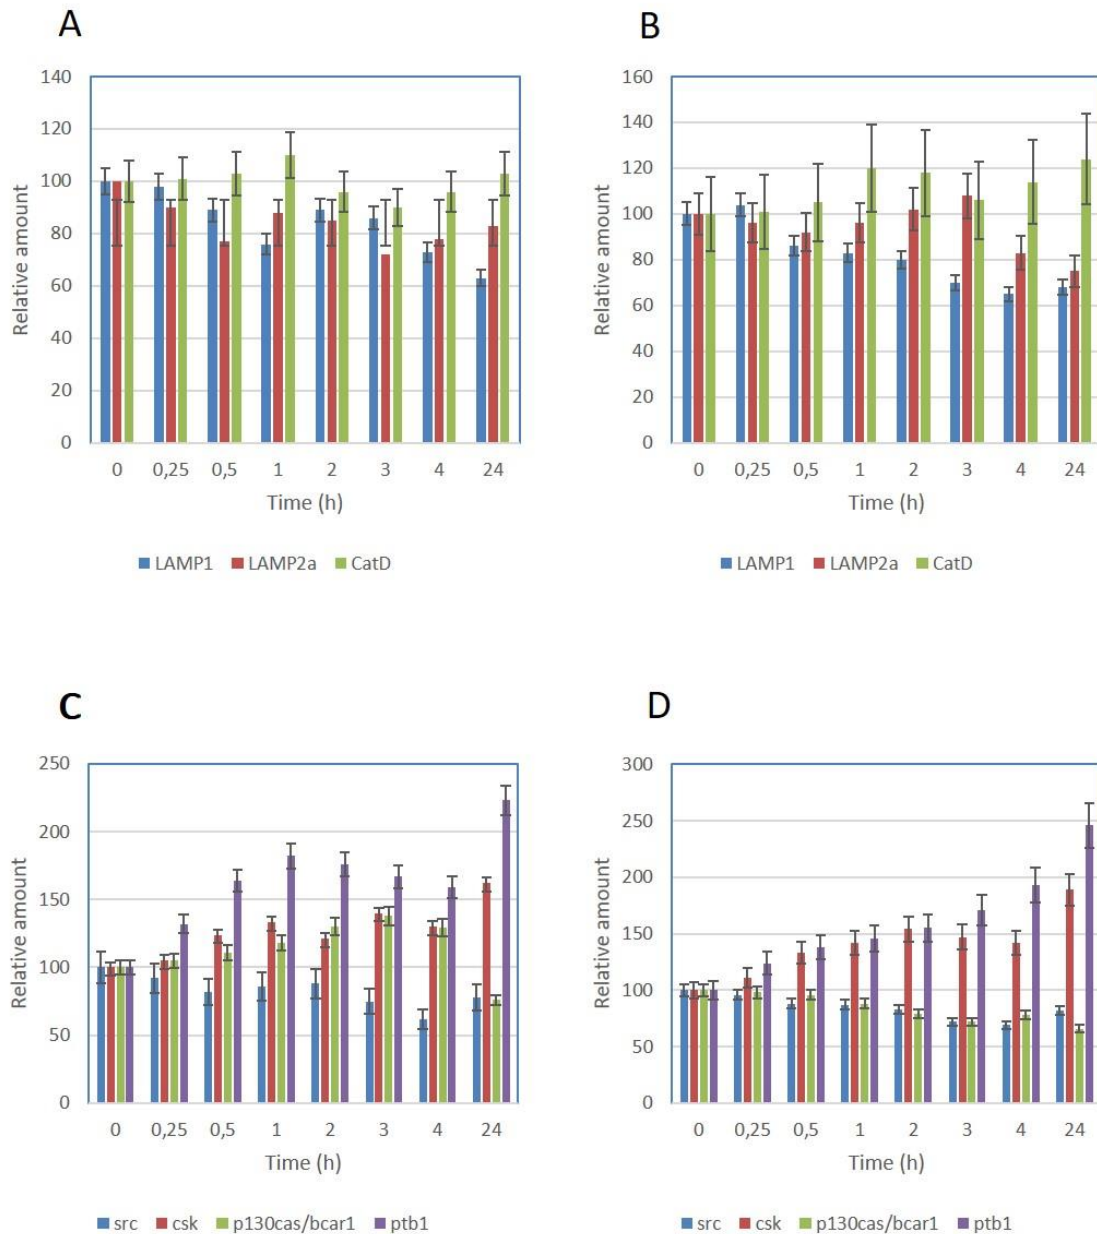 A
140
120
100
80
60
40
20
0
Relative amount
0 0,25 0,5 1 2 3 4 24
Time (h)
LAMP1 LAMP2a CatD
B
160
140
120
100
80
60
40
20
0
Relative amount
0 0,25 0,5 1 2 3 4 24
Time (h)
LAMP1 LAMP2a CatD
C
250
200
150
100
50
0
Relative amount
0 0,25 0,5 1 2 3 4 24
Time (h)
src csk p130cas/bcar1 ptb1
D
300
250
200
150
100
50
0
Relative amount
0 0,25 0,5 1 2 3 4 24
Time (h)
src csk p130cas/bcar1 ptb1